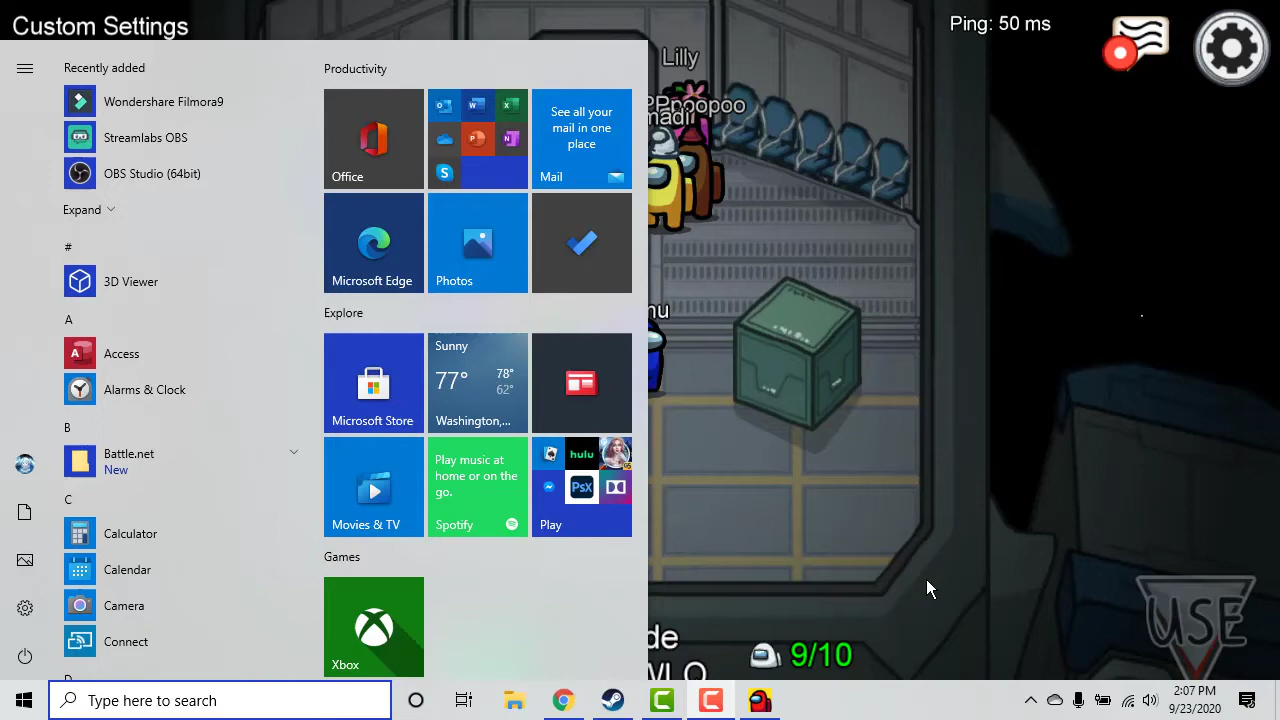 Custom Settings
Ping: 50 ms
Recently added
Wondershare Filmora9
Streamlabs OBS
OBS Studio (64bit)
Expand
#
3D Viewer
A
Access
Alarms & Clock
B
Battle.net
New
C
Calculator
Calendar
Camera
Connect
Productivity
Office
See all your
mail in one
place
Mail
Microsoft Edge
Photos
Explore
Microsoft Store
Sunny
77°
78°
62°
Washington,...
Movies & TV
Play music at
home or on the
go.
Spotify
hulu
PsX
Play
Games
Xbox
Lilly
USE
9/10
Type here to search
2:07 PM
9/23/2020